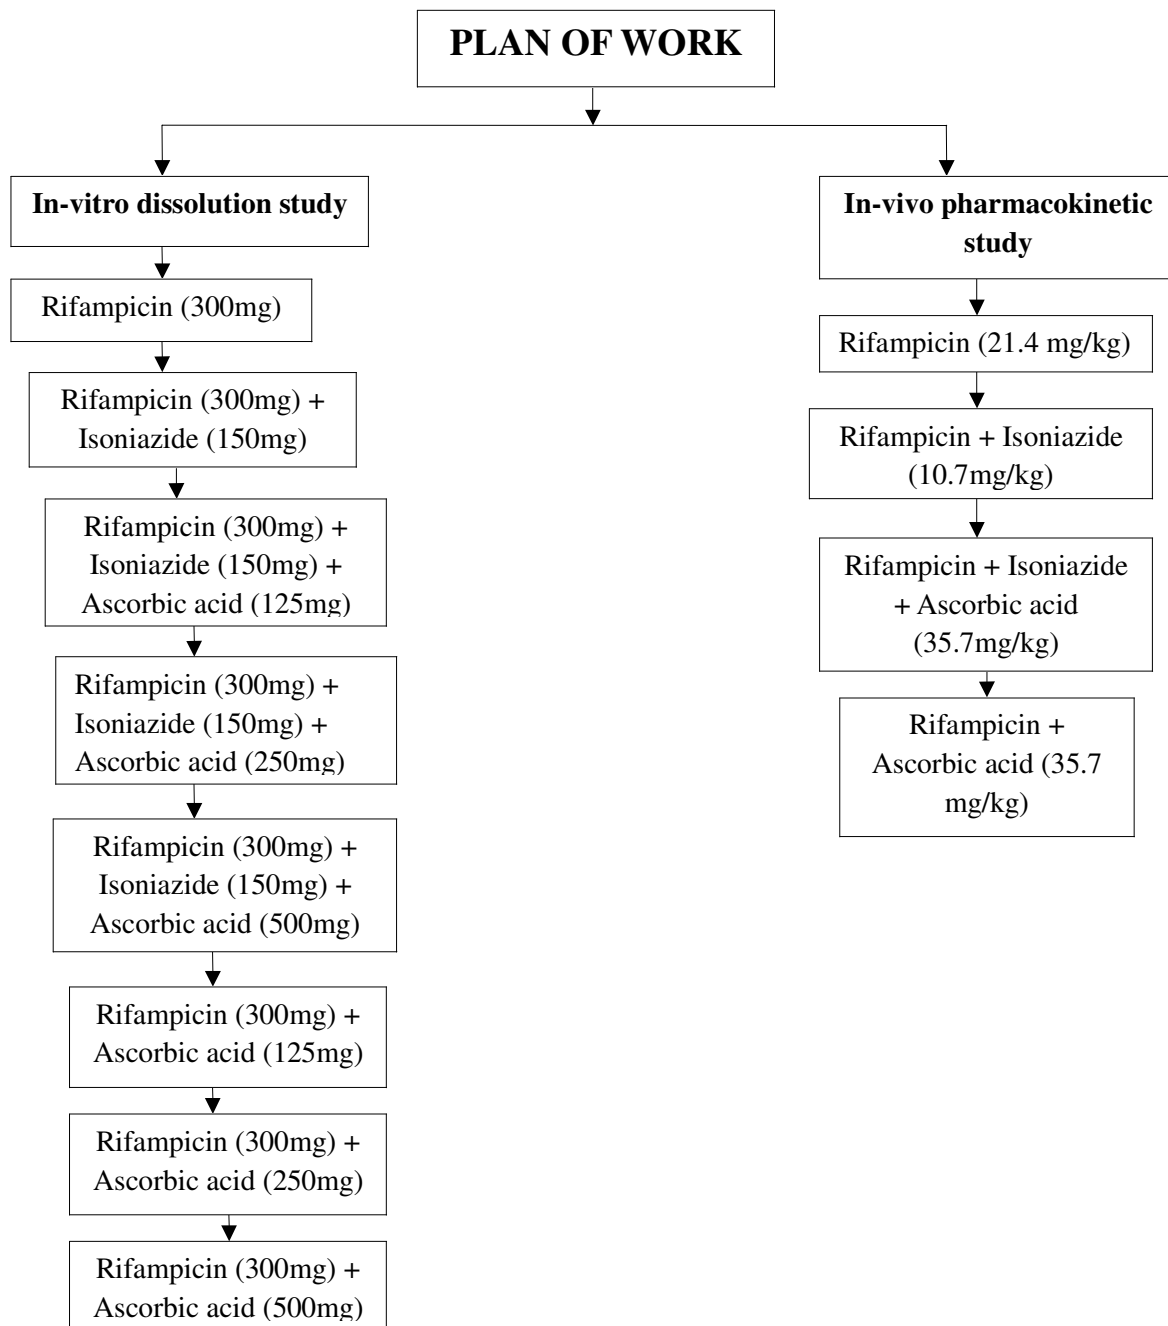 PLAN OF WORK
In-vitro dissolution study
Rifampicin (300mg)
Rifampicin (300mg) +
Isoniazide (150mg)
Rifampicin (300mg) +
Isoniazide (150mg) +
Ascorbic acid (125mg)
Rifampicin (300mg) +
Isoniazide (150mg) +
Ascorbic acid (250mg)
Rifampicin (300mg) +
Isoniazide (150mg) +
Ascorbic acid (500mg)
Rifampicin (300mg) +
Ascorbic acid (125mg)
Rifampicin (300mg) +
Ascorbic acid (250mg)
Rifampicin (300mg) +
Ascorbic acid (500mg)
In-vivo pharmacokinetic
study
Rifampicin (21.4 mg/kg)
Rifampicin + Isoniazide
(10.7mg/kg)
Rifampicin + Isoniazide
+ Ascorbic acid
(35.7mg/kg)
Rifampicin +
Ascorbic acid (35.7
mg/kg)